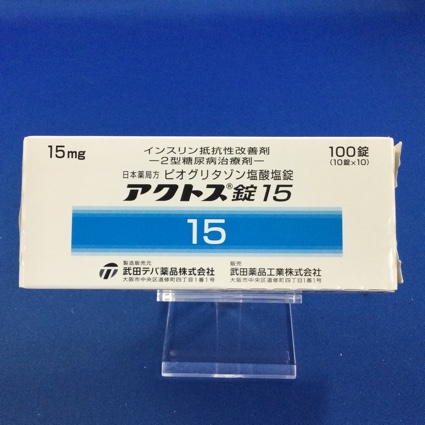 15mg
インスリン抵抗性改善剤
―2型糖尿病治療剤―
100錠
(10錠×10)
日本薬局方 ピオグリタゾン塩酸塩錠
アクトス®錠15
15
製造販売元
武田テバ薬品株式会社
大阪市中央区道修町四丁目1番1号
販売
武田薬品工業株式会社
大阪市中央区道修町四丁目1番1号